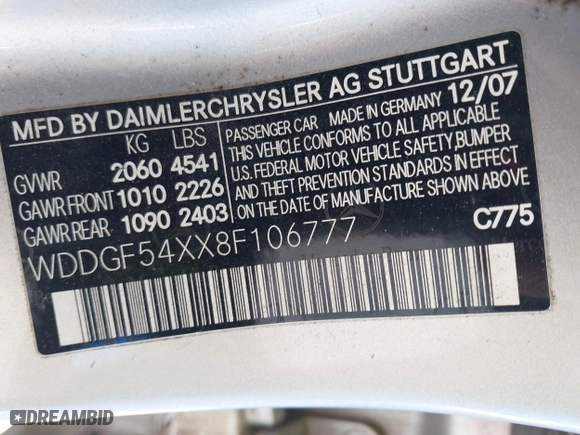 MFD BY DAIMLERCHRYSLER AG STUTTGART
KG LBS
GVWR 2060 4541
GAWR FRONT 1010 2226
GAWR REAR 1090 2403
PASSENGER CAR MADE IN GERMANY 12/07
THIS VEHICLE CONFORMS TO ALL APPLICABLE
U.S. FEDERAL MOTOR VEHICLE SAFETY, BUMPER
AND THEFT PREVENTION STANDARDS IN EFFECT
ON THE DATE OF MANUFACTURE SHOWN ABOVE.
C775
WDDGF54XX8F106777
DREAMBID